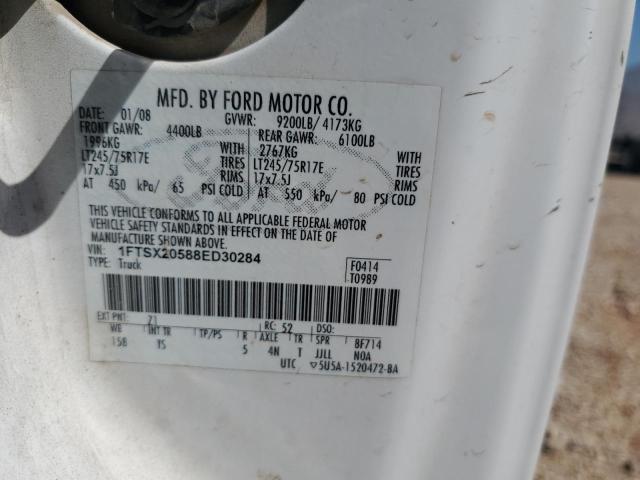 MFD. BY FORD MOTOR CO.
DATE: 01/08 GVWR: 9200LB/ 4173KG
FRONT GAWR: 4400LB REAR GAWR: 6100LB
1996KG WITH 2767KG WITH
LT245/75R17E TIRES LT245/75R17E TIRES
17x7.5J RIMS 17x7.5J RIMS
AT 450 kPa/ 65 PSI COLD AT 550 kPa/ 80 PSI COLD
THIS VEHICLE CONFORMS TO ALL APPLICABLE FEDERAL MOTOR
VEHICLE SAFETY STANDARDS IN EFFECT ON THE DATE OF
MANUFACTURE SHOWN ABOVE.
VIN: 1FTSX20588ED30284
TYPE: Truck
F0414
T0989
EXT PNT: Z1 RC: 52 DSO:
WB INT TR TP/PS R AXLE TR SPR 8F714
158 TS 5 4N T JJLL NOA
UTC ▽5U5A-1520472-BA